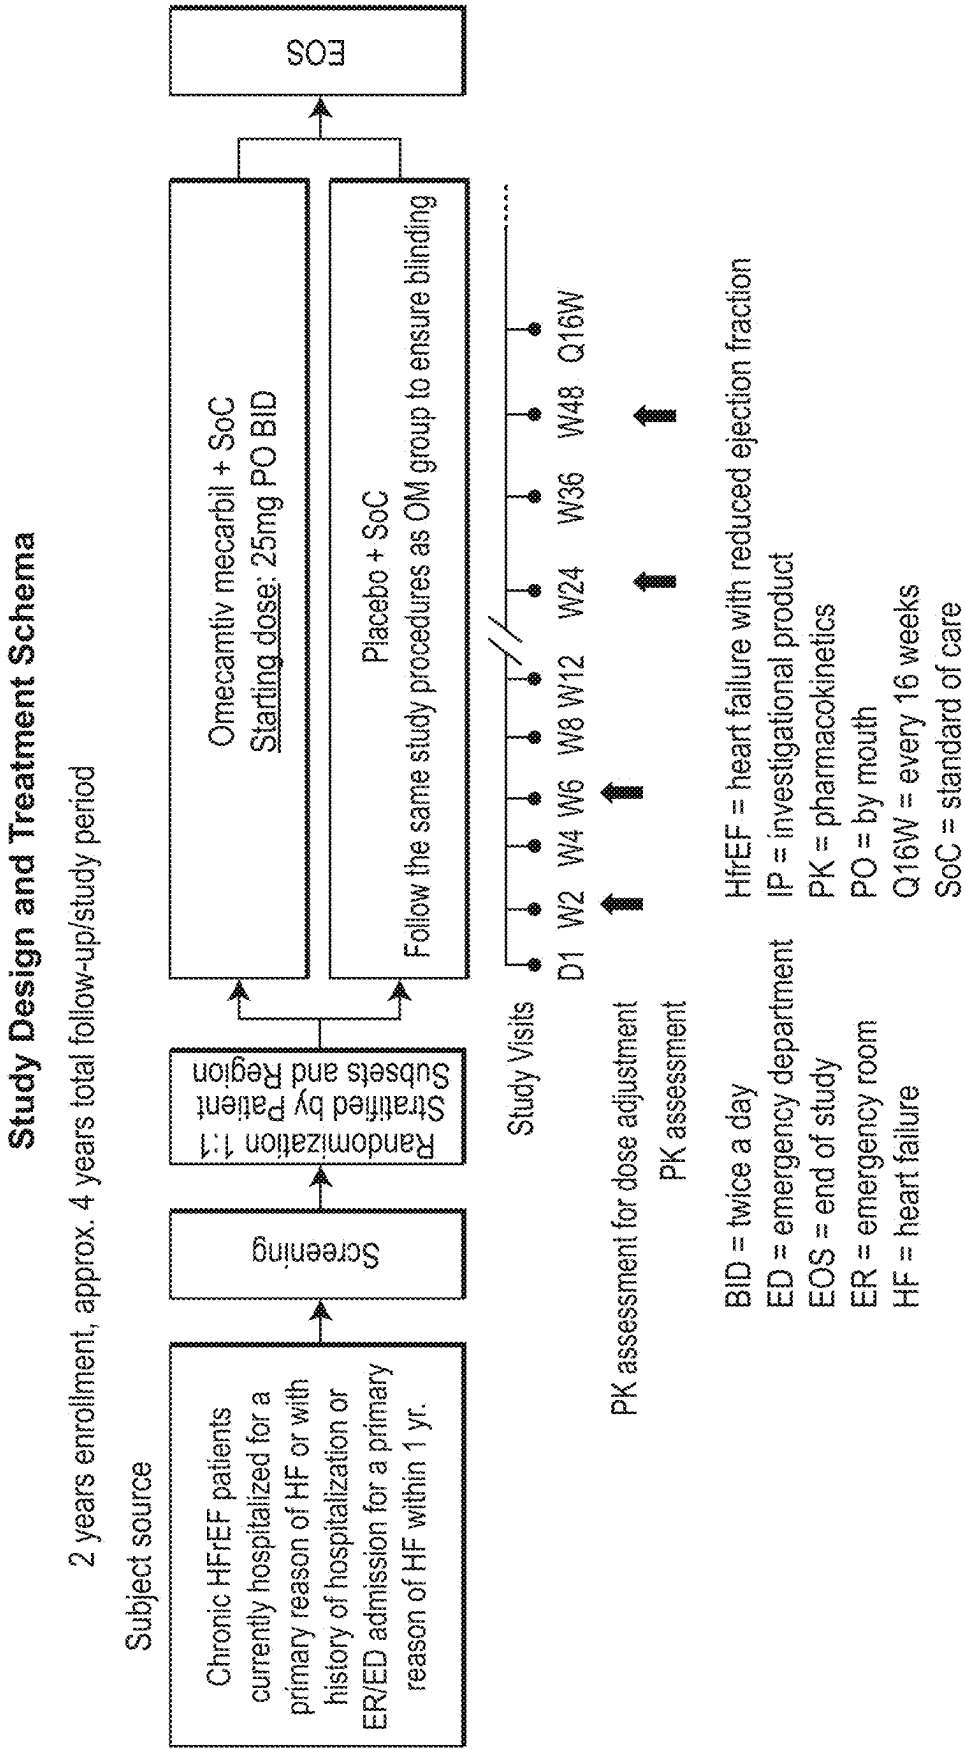 Study Design and Treatment Schema
2 years enrollment, approx. 4 years total follow-up/study period
Subject source
Chronic HFrEF patients
currently hospitalized for a
primary reason of HF or with
history of hospitalization or
ER/ED admission for a primary
reason of HF within 1 yr.
Screening
Randomization 1:1
Stratified by Patient
Subsets and Region
Omecamtiv mecarbil + SoC
Starting dose: 25mg PO BID
Placebo + SoC
Follow the same study procedures as OM group to ensure blinding
EOS
Study Visits
D1 W2 W4 W6 W8 W12 W24 W36 W48 Q16W
PK assessment for dose adjustment
PK assessment
BID = twice a day
ED = emergency department
EOS = end of study
ER = emergency room
HF = heart failure
HfrEF = heart failure with reduced ejection fraction
IP = investigational product
PK = pharmacokinetics
PO = by mouth
Q16W = every 16 weeks
SoC = standard of care